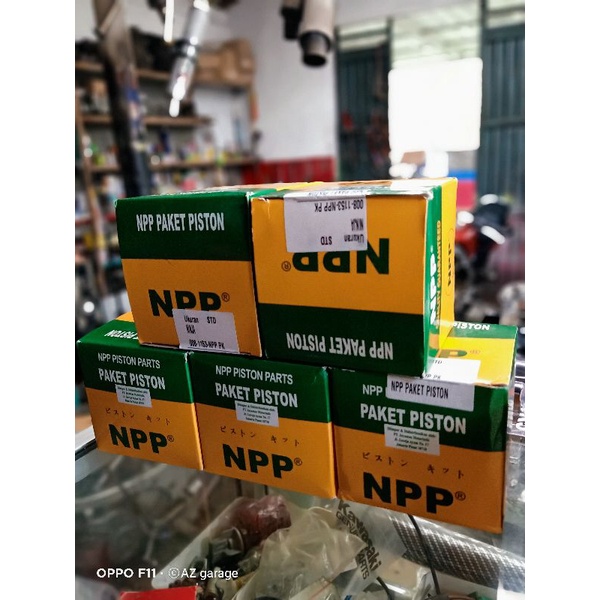 NPP PAKET PISTON
NPP®
Ukuran STD
008-1153-NPP PK
008-1153-NPP PK
Ukuran STD
NPP®
NPP PAKET PISTON
NPP
NPP PISTON PARTS
PAKET PISTON
ピストン キット
NPP®
NPP PISTON PARTS
PAKET PISTON
ピストン キット
NPP®
NPP
NPP PAKET PISTON
PAKET PISTON
ピストン キット
NPP®
Kawasaki
OPPO F11 · ©AZ garage